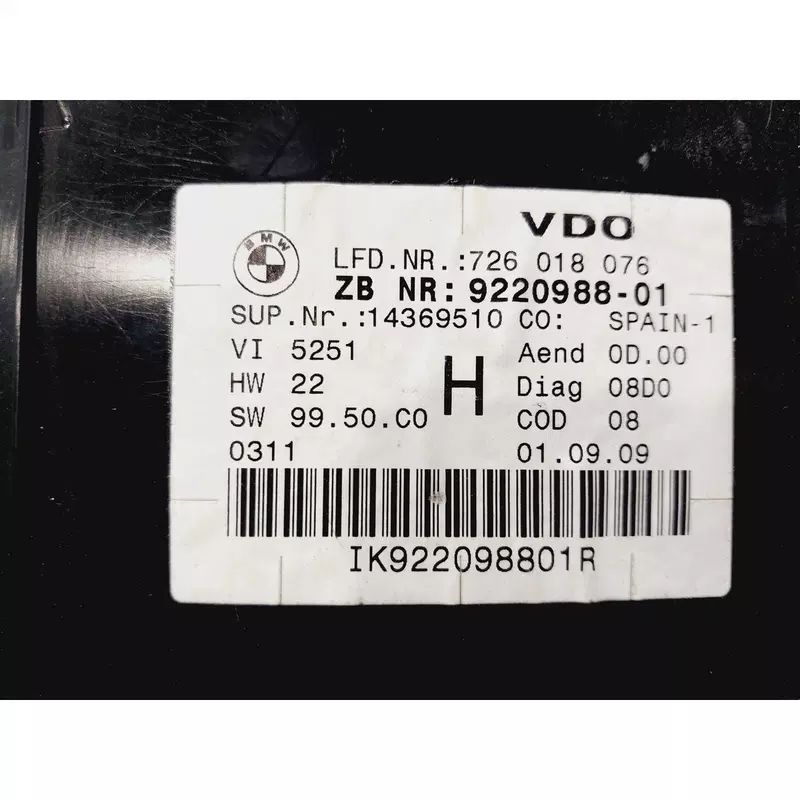 VDO
BMW
LFD.NR.:726 018 076
ZB NR: 9220988-01
SUP.Nr.:14369510 CO: SPAIN-1
VI 5251 Aend 0D.00
HW 22 H Diag 08D0
SW 99.50.C0 COD 08
0311 01.09.09
IK922098801R